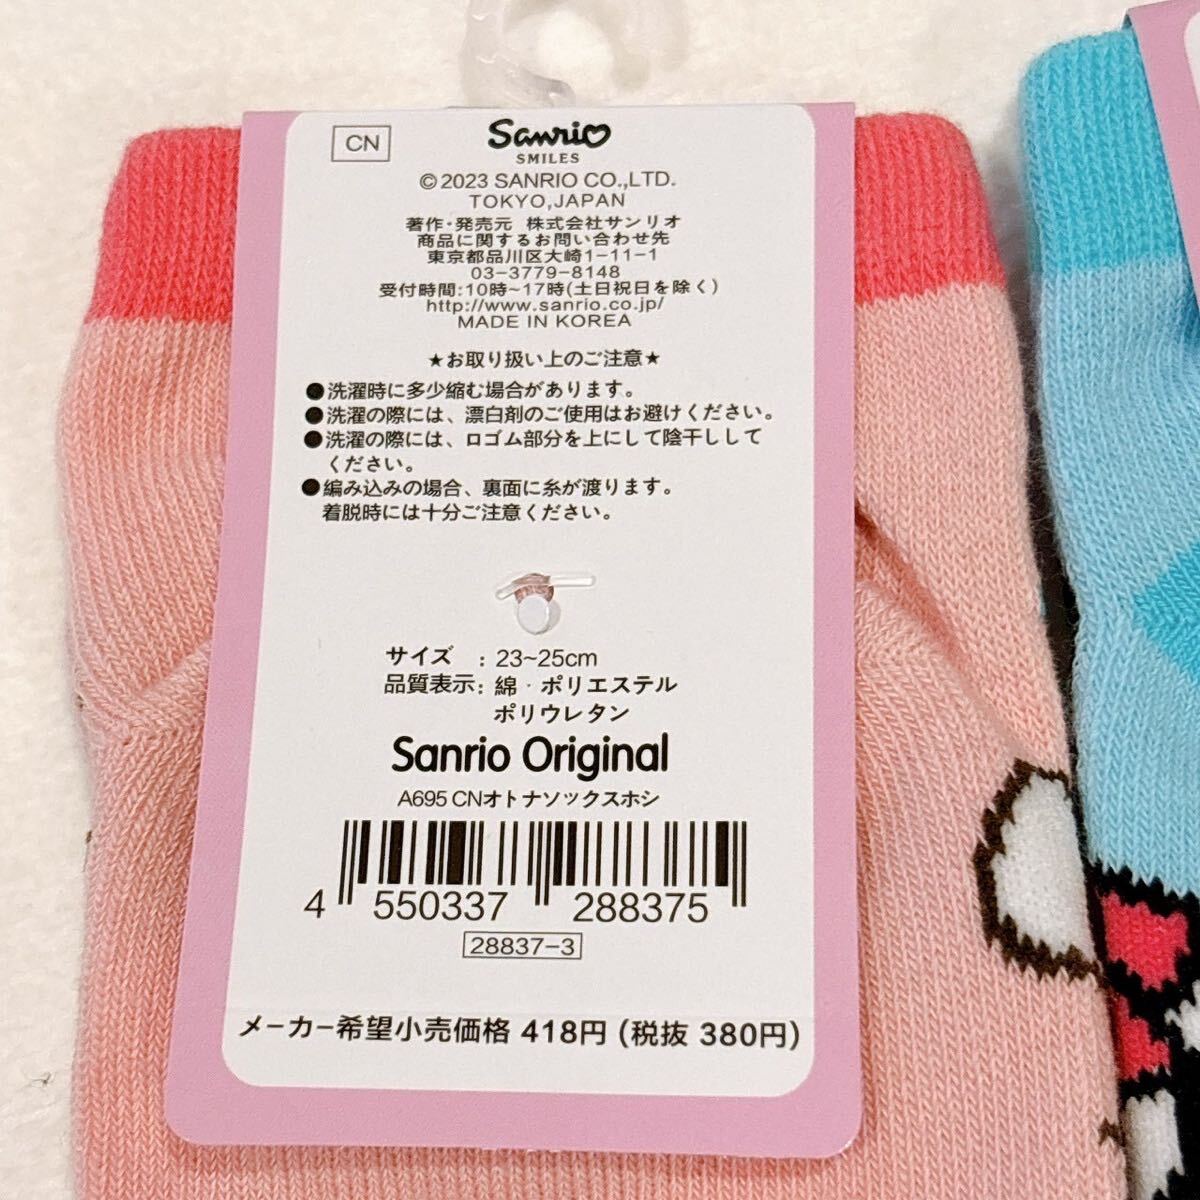 CN
Sanrio
SMILES
© 2023 SANRIO CO.,LTD.
TOKYO,JAPAN
著作・発売元 株式会社サンリオ
商品に関するお問い合わせ先
東京都品川区大崎1-11-1
03-3779-8148
受付時間:10時~17時(土日祝日を除く)
http://www.sanrio.co.jp/
MADE IN KOREA
★お取り扱い上のご注意★
●洗濯時に多少縮む場合があります。
●洗濯の際には、漂白剤のご使用はお避けください。
●洗濯の際には、ロゴム部分を上にして陰干しして
ください。
●編み込みの場合、裏面に糸が渡ります。
着脱時には十分ご注意ください。
サイズ : 23~25cm
品質表示: 綿・ポリエステル
ポリウレタン
Sanrio Original
A695 CNオトナソックスホシ
4 550337 288375
28837-3
メーカー希望小売価格 418円 (税抜 380円)